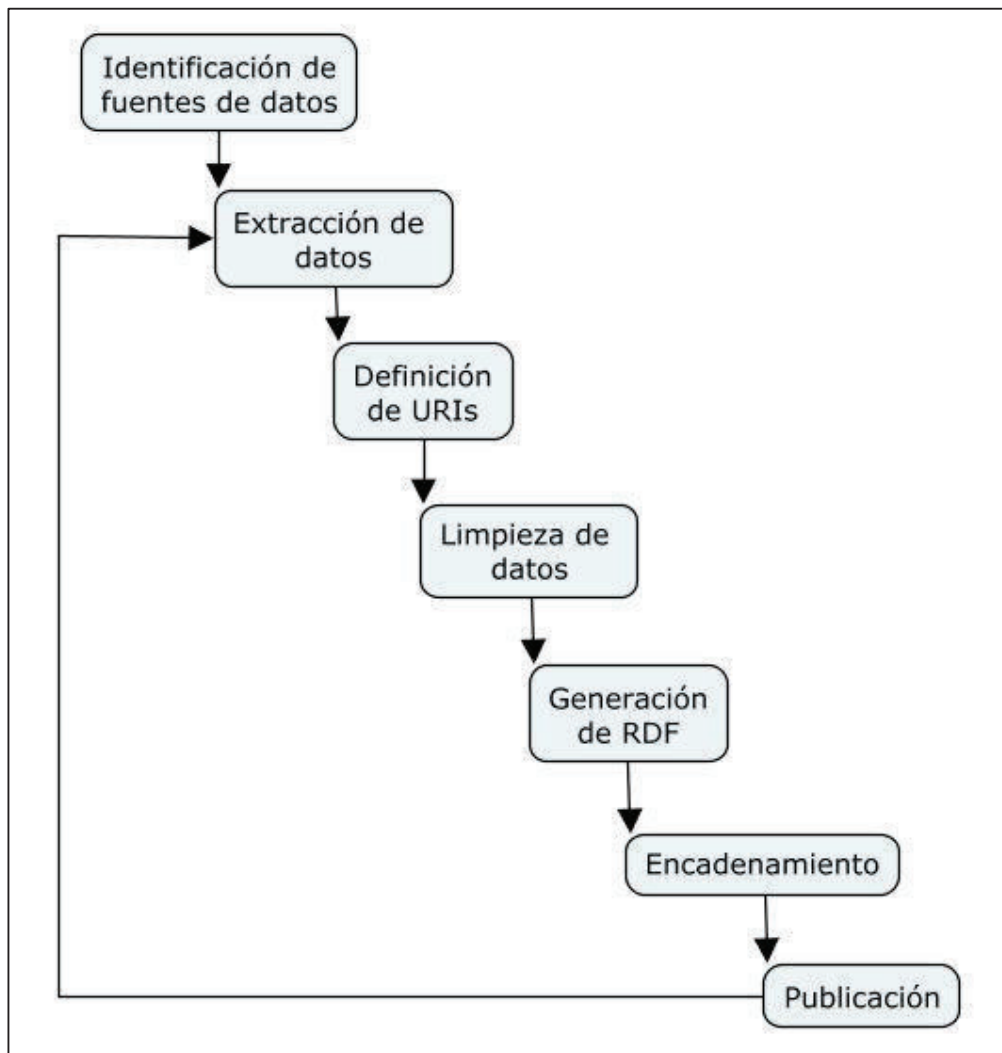 Identificación de
fuentes de datos
Extracción de
datos
Definición
de URIs
Limpieza de
datos
Generación
de RDF
Encadenamiento
Publicación